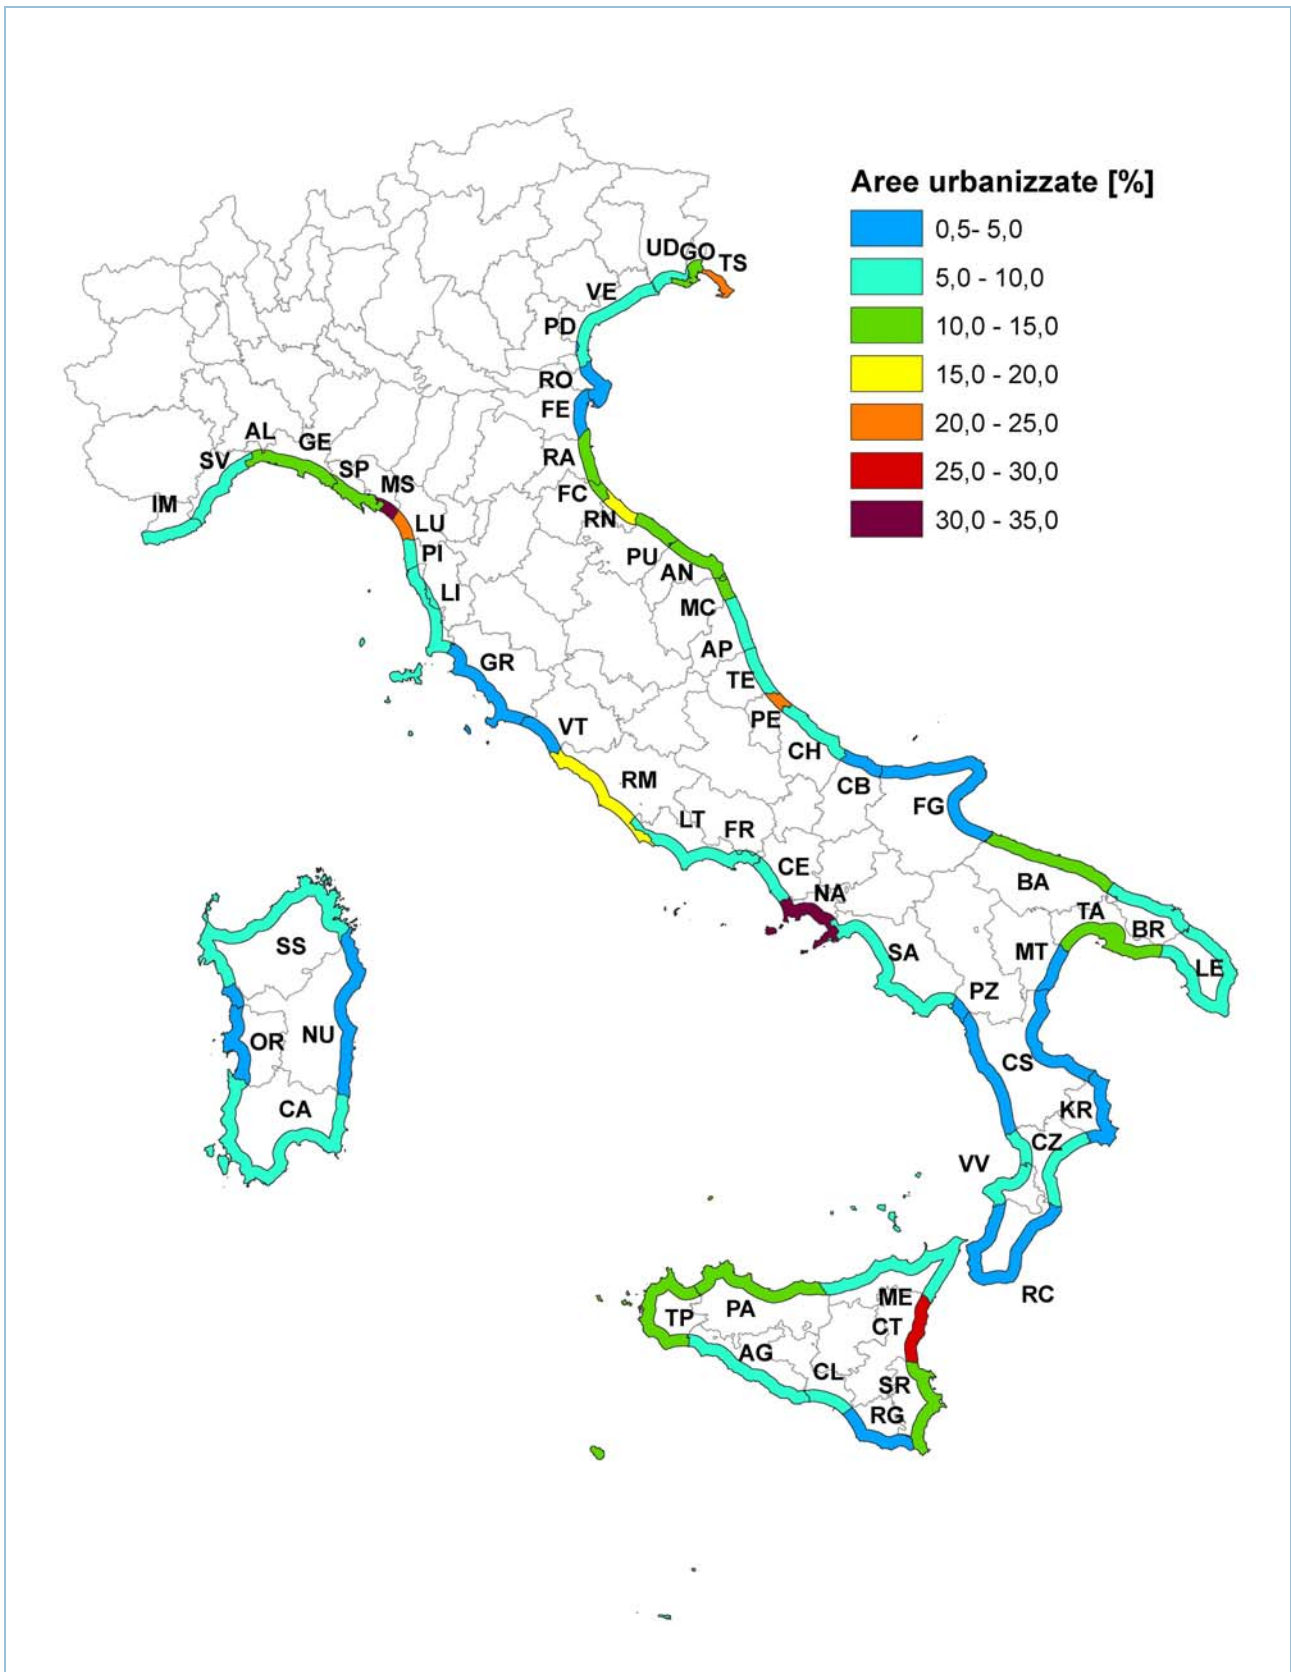 Aree urbanizzate [%]
0,5- 5,0
5,0 - 10,0
10,0 - 15,0
15,0 - 20,0
20,0 - 25,0
25,0 - 30,0
30,0 - 35,0
UD
GO
TS
VE
PD
RO
FE
AL
GE
RA
SV
SP
MS
FC
IM
RN
LU
PI
PU
AN
LI
MC
AP
GR
TE
PE
VT
CH
RM
CB
FG
LT
FR
CE
BA
NA
TA
BR
SS
SA
MT
LE
PZ
OR
NU
CS
CA
KR
CZ
VV
RC
ME
PA
TP
CT
AG
CL
SR
RG